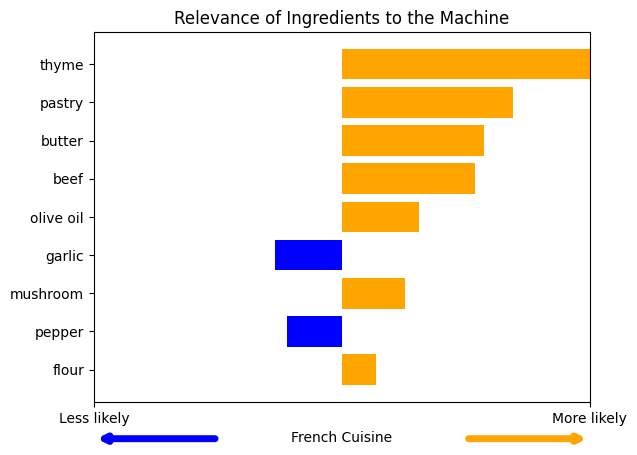 Relevance of Ingredients to the Machine
thyme
pastry
butter
beef
olive oil
garlic
mushroom
pepper
flour
Less likely
More likely
French Cuisine